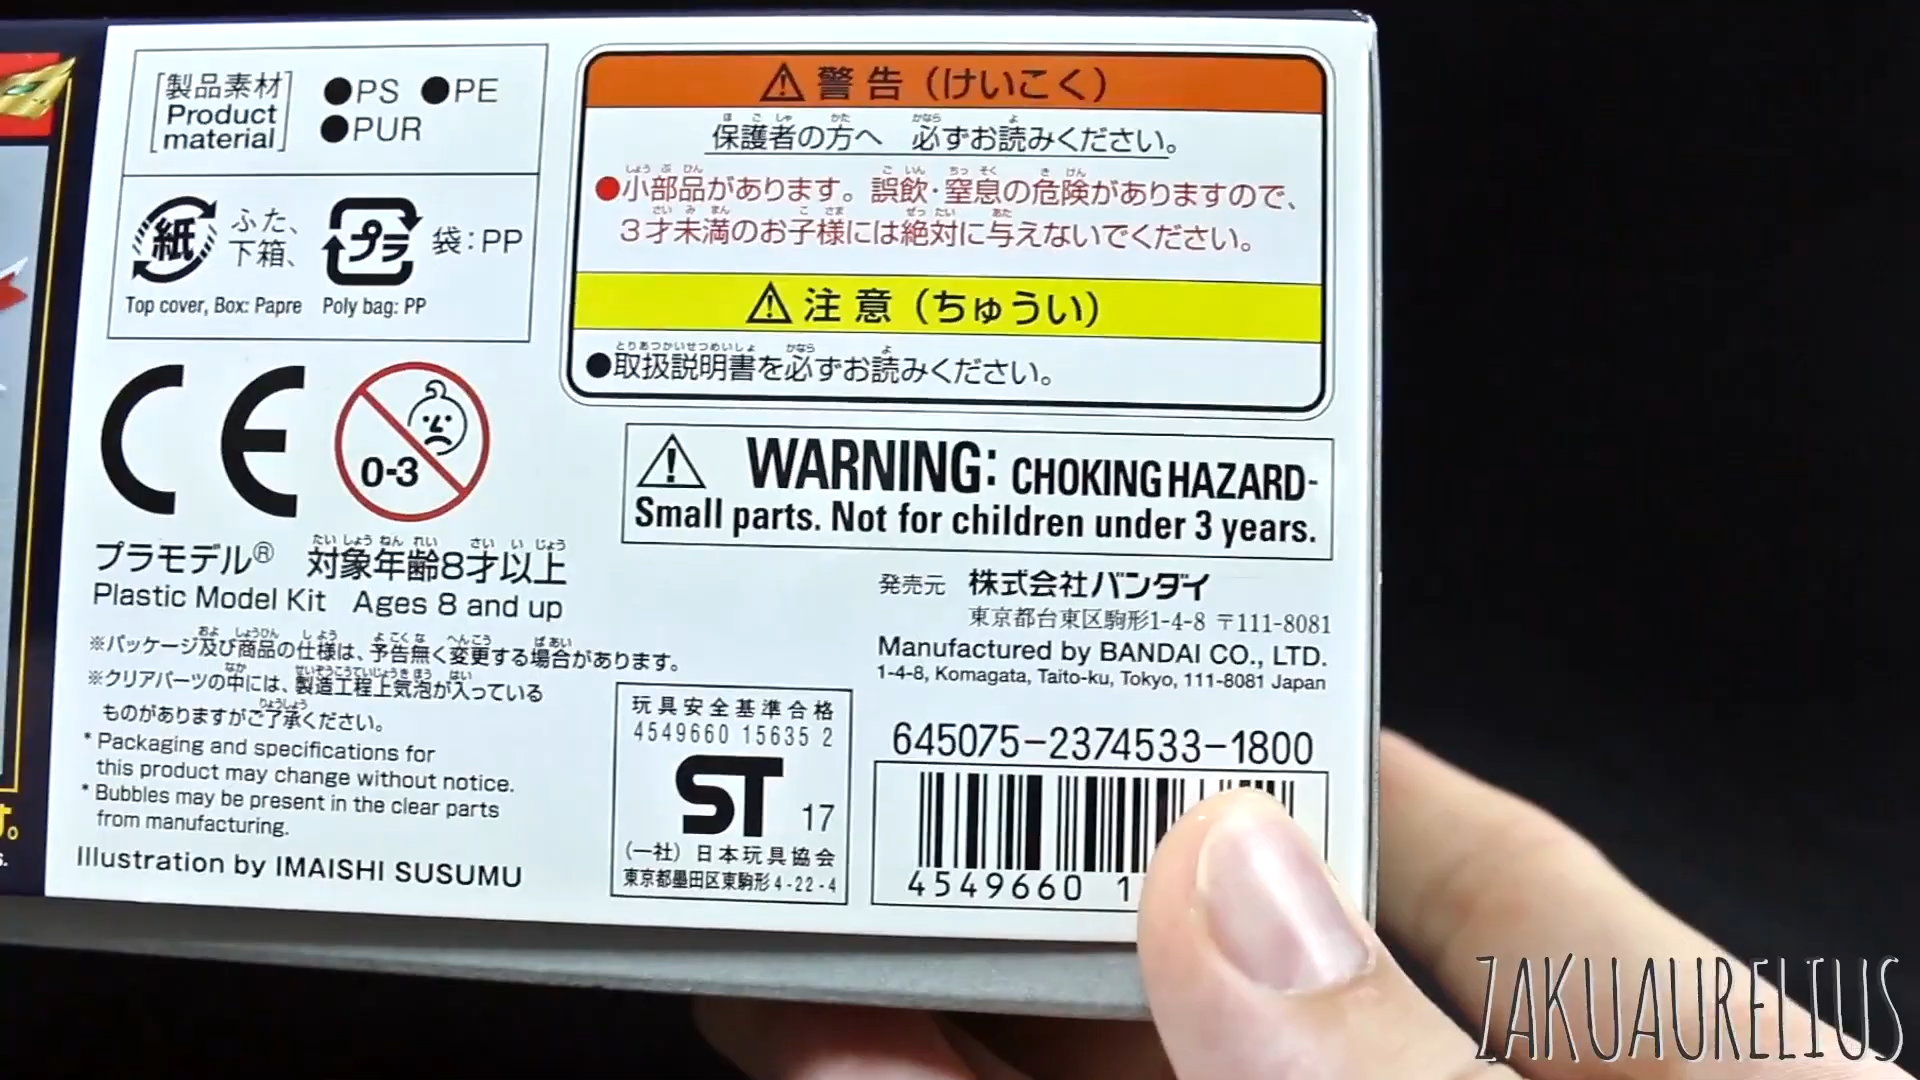 製品素材
Product
material
●PS ●PE
●PUR
紙
ふた、
下箱、
プラ
袋：PP
Top cover, Box: Papre
Poly bag: PP
CE
0-3
プラモデル® 対象年齢8才以上
Plastic Model Kit Ages 8 and up
※パッケージ及び商品の仕様は、予告無く変更する場合があります。
※クリアパーツの中には、製造工程上気泡が入っている
ものがありますがご了承ください。
* Packaging and specifications for
this product may change without notice.
* Bubbles may be present in the clear parts
from manufacturing.
Illustration by IMAISHI SUSUMU
警告（けいこく）
保護者の方へ 必ずお読みください。
●小部品があります。誤飲・窒息の危険がありますので、
３才未満のお子様には絶対に与えないでください。
注意（ちゅうい）
●取扱説明書を必ずお読みください。
WARNING: CHOKING HAZARD-
Small parts. Not for children under 3 years.
発売元 株式会社バンダイ
東京都台東区駒形1-4-8 〒111-8081
Manufactured by BANDAI CO., LTD.
1-4-8, Komagata, Taito-ku, Tokyo, 111-8081 Japan
玩具安全基準合格
4549660 15635 2
ST 17
（一社）日本玩具協会
東京都墨田区東駒形4-22-4
645075-2374533-1800
4549660 1
ZAKUAURELIUS